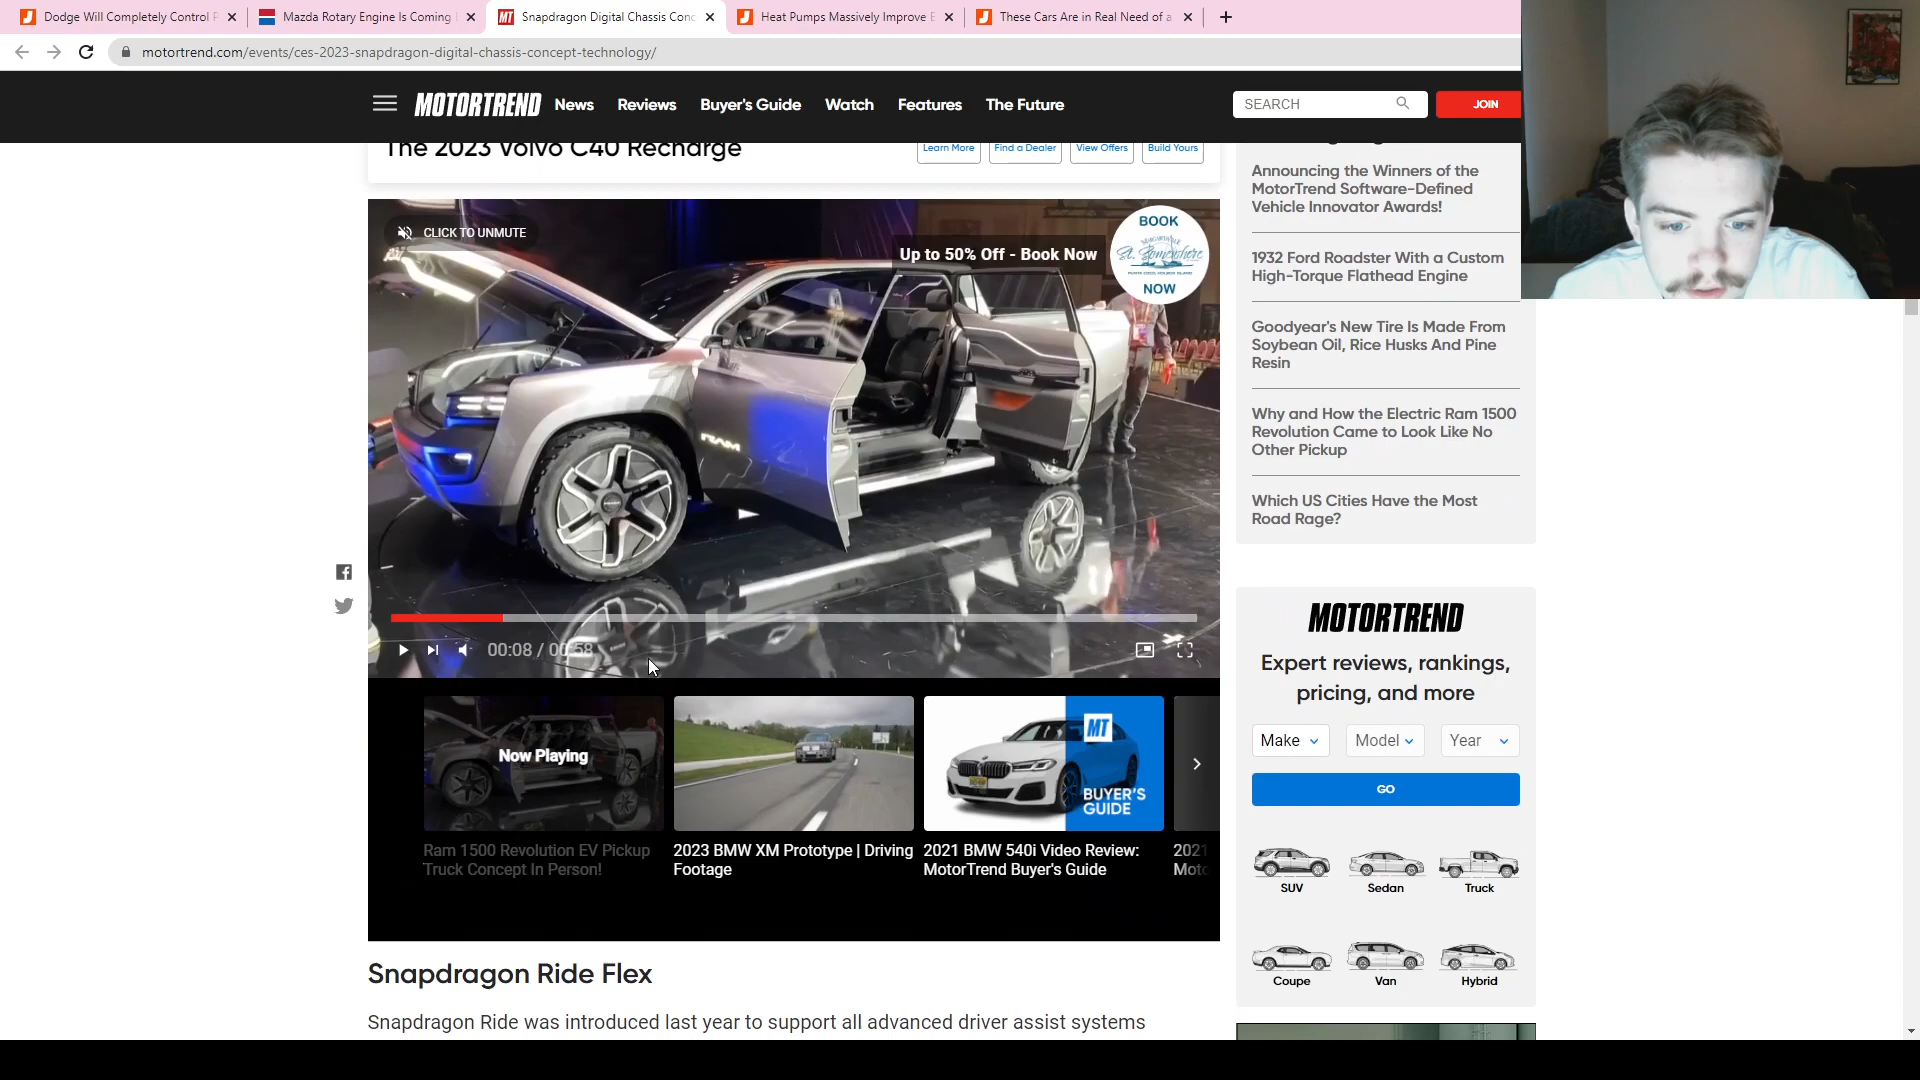 Dodge Will Completely Control P
Mazda Rotary Engine Is Coming
MT Snapdragon Digital Chassis Conc
Heat Pumps Massively Improve E
These Cars Are in Real Need of a
motortrend.com/events/ces-2023-snapdragon-digital-chassis-concept-technology/
MOTORTREND News Reviews Buyer's Guide Watch Features The Future
SEARCH JOIN
The 2023 Volvo C40 Recharge
Learn More Find a Dealer View Offers Build Yours
CLICK TO UNMUTE
Up to 50% Off - Book Now
BOOK
St. Somewhere
NOW
RAM
00:08 / 00:58
Now Playing
Ram 1500 Revolution EV Pickup
Truck Concept In Person!
2023 BMW XM Prototype | Driving
Footage
MT
BUYER'S
GUIDE
2021 BMW 540i Video Review:
MotorTrend Buyer's Guide
2021
Moto
Snapdragon Ride Flex
Snapdragon Ride was introduced last year to support all advanced driver assist systems
Announcing the Winners of the
MotorTrend Software-Defined
Vehicle Innovator Awards!
1932 Ford Roadster With a Custom
High-Torque Flathead Engine
Goodyear's New Tire Is Made From
Soybean Oil, Rice Husks And Pine
Resin
Why and How the Electric Ram 1500
Revolution Came to Look Like No
Other Pickup
Which US Cities Have the Most
Road Rage?
MOTORTREND
Expert reviews, rankings,
pricing, and more
Make Model Year
GO
SUV Sedan Truck
Coupe Van Hybrid